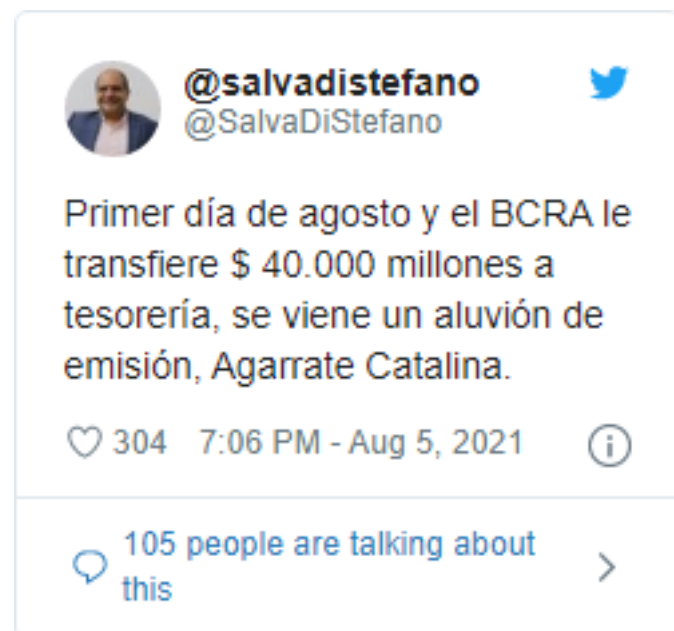 @salvadistefano
@SalvaDiStefano
Primer día de agosto y el BCRA le
transfiere $ 40.000 millones a
tesorería, se viene un aluvión de
emisión, Agarrate Catalina.
304 7:06 PM - Aug 5, 2021
105 people are talking about
this